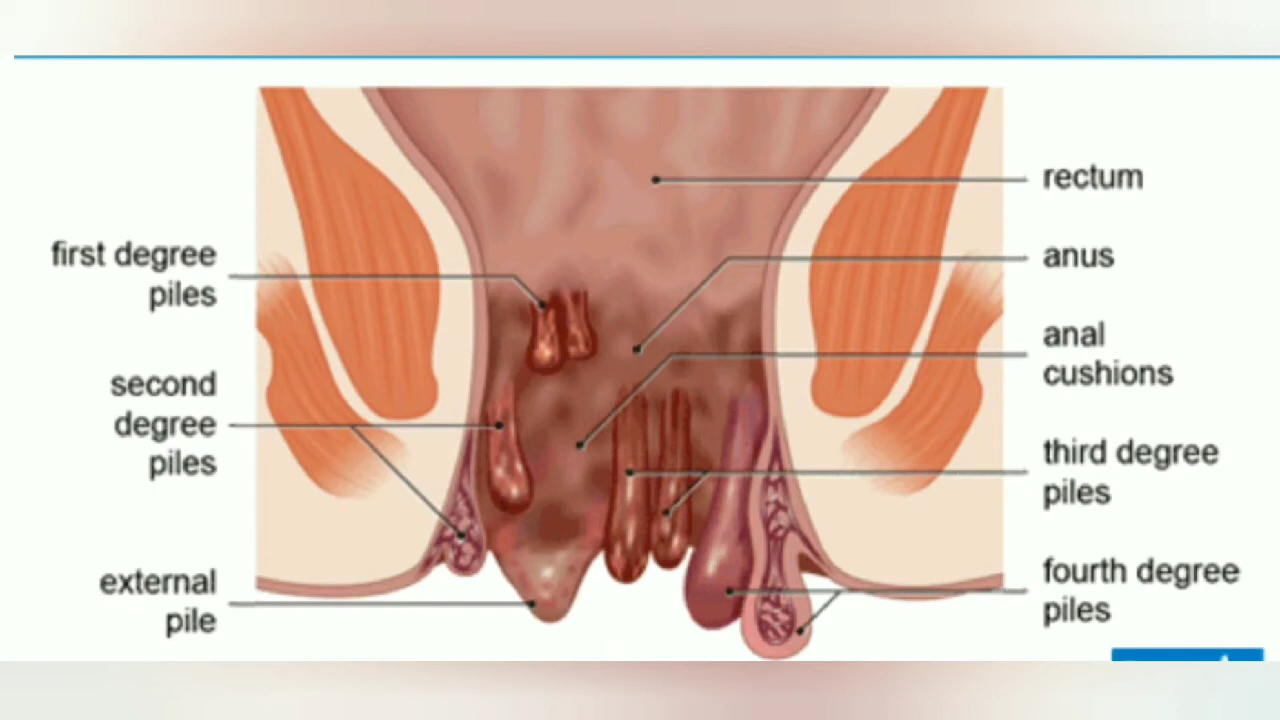 first degree
piles
second
degree
piles
external
pile
rectum
anus
anal
cushions
third degree
piles
fourth degree
piles